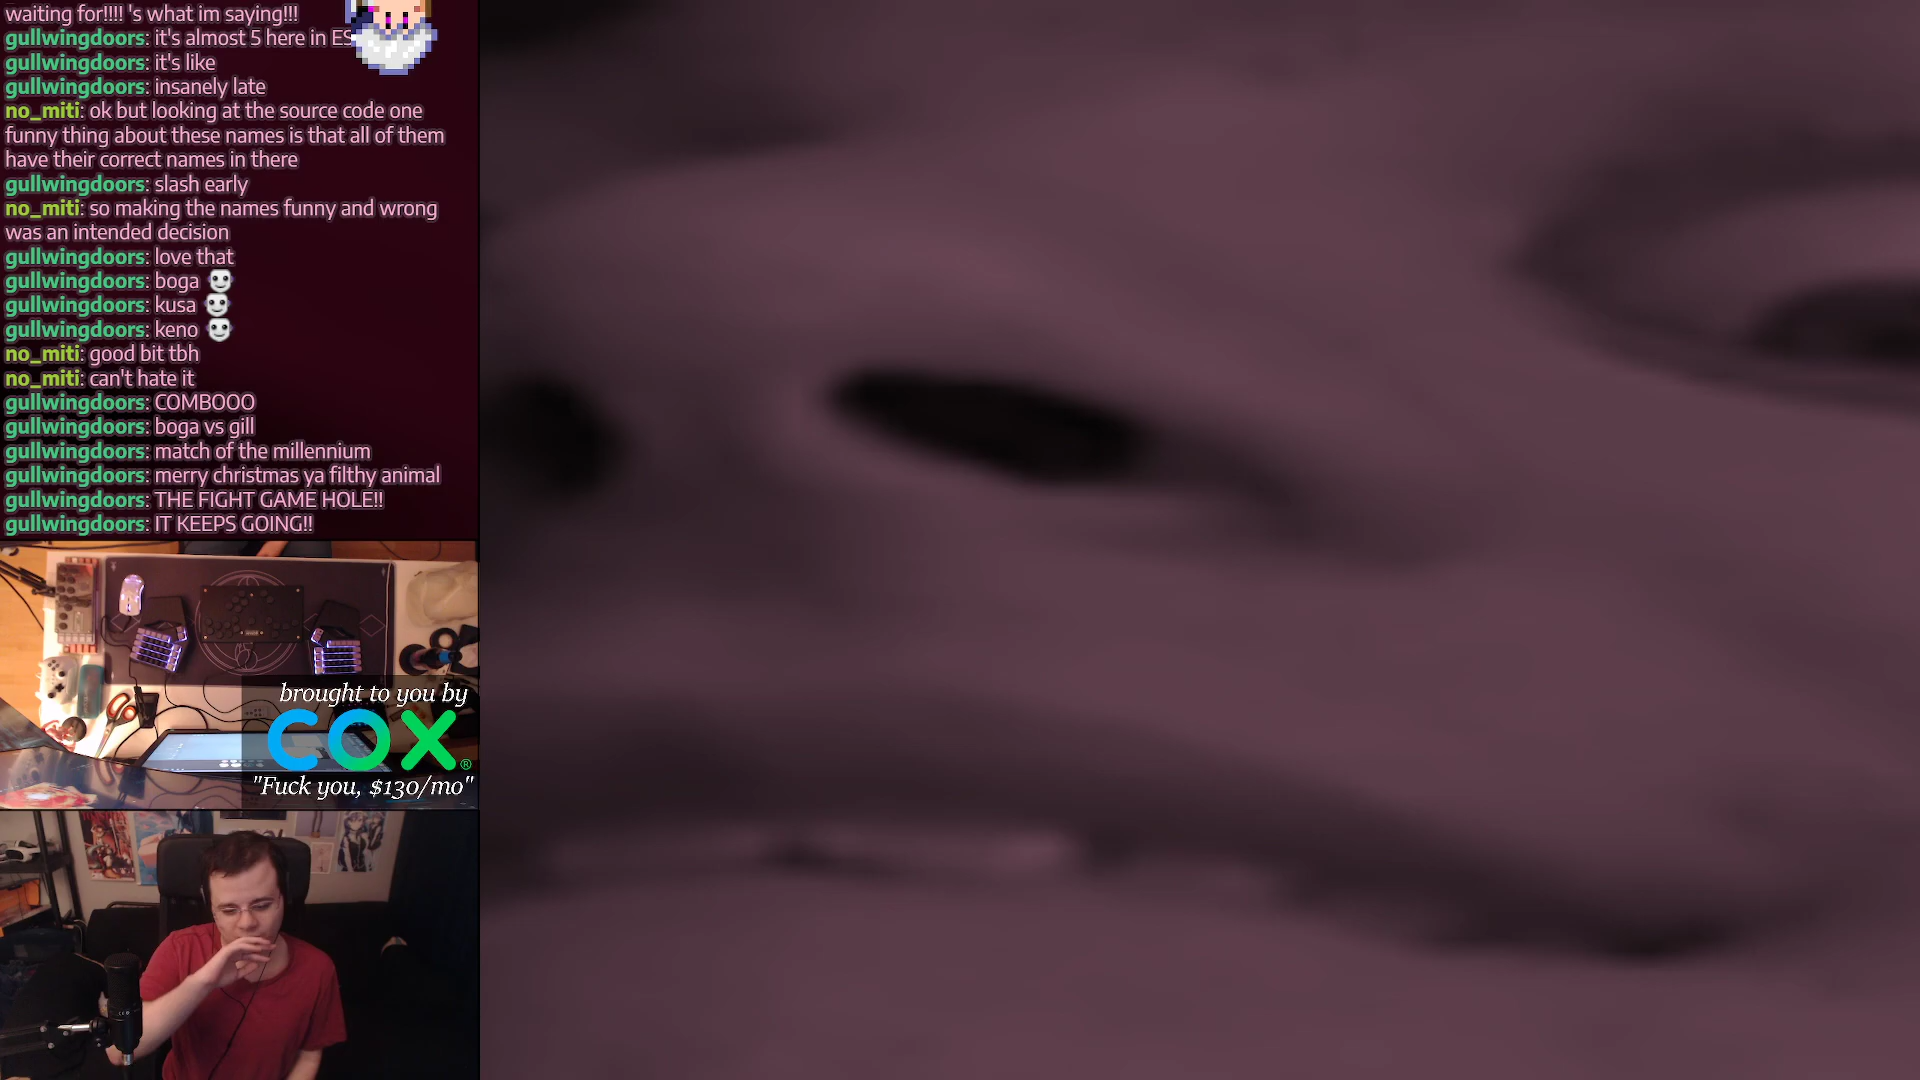 waiting for!!!! 's what im saying!!!
gullwingdoors: it's almost 5 here in ES
gullwingdoors: it's like
gullwingdoors: insanely late
no_miti: ok but looking at the source code one
funny thing about these names is that all of them
have their correct names in there
gullwingdoors: slash early
no_miti: so making the names funny and wrong
was an intended decision
gullwingdoors: love that
gullwingdoors: boga
gullwingdoors: kusa
gullwingdoors: keno
no_miti: good bit tbh
no_miti: can't hate it
gullwingdoors: COMBOOO
gullwingdoors: boga vs gill
gullwingdoors: match of the millennium
gullwingdoors: merry christmas ya filthy animal
gullwingdoors: THE FIGHT GAME HOLE!!
gullwingdoors: IT KEEPS GOING!!
brought to you by
COX®
"Fuck you, $130/mo"